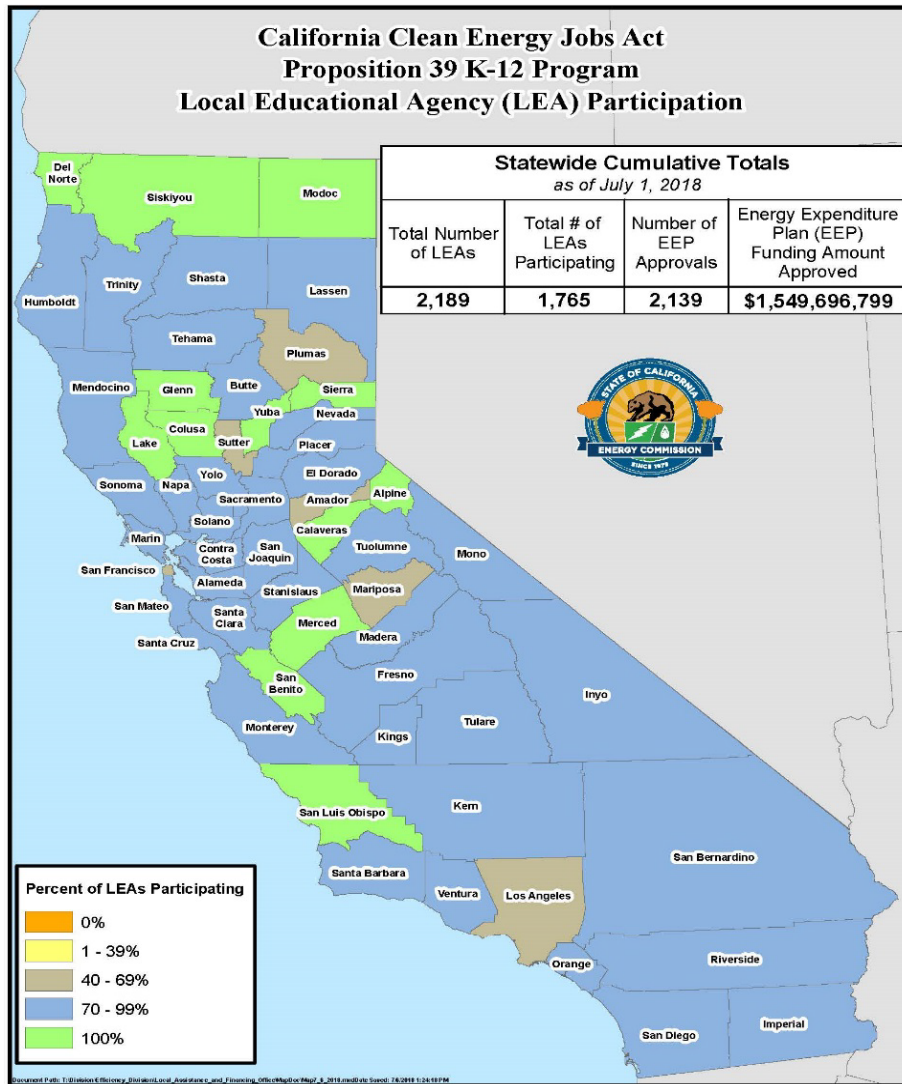 California Clean Energy Jobs Act
Proposition 39 K-12 Program
Local Educational Agency (LEA) Participation
Statewide Cumulative Totals
as of July 1, 2018
Total Number
of LEAs
Total # of
LEAs
Participating
Number of
EEP
Approvals
Energy Expenditure
Plan (EEP)
Funding Amount
Approved
2,189
1,765
2,139
$1,549,696,799
Del
Norte
Siskiyou
Modoc
Humboldt
Trinity
Shasta
Lassen
Tehama
Plumas
Mendocino
Glenn
Butte
Sierra
Yuba
Nevada
Lake
Colusa
Sutter
Placer
Sonoma
Napa
Yolo
El Dorado
Sacramento
Amador
Alpine
Solano
Calaveras
Marin
Contra
Costa
San
Joaquin
Tuolumne
Mono
San Francisco
Alameda
Stanislaus
Mariposa
San Mateo
Santa
Clara
Merced
Madera
Santa Cruz
San
Benito
Fresno
Inyo
Monterey
Kings
Tulare
San Luis Obispo
Kern
San Bernardino
Santa Barbara
Ventura
Los Angeles
Orange
Riverside
San Diego
Imperial
STATE OF CALIFORNIA
ENERGY COMMISSION
SINCE 1975
Percent of LEAs Participating
0%
1 - 39%
40 - 69%
70 - 99%
100%